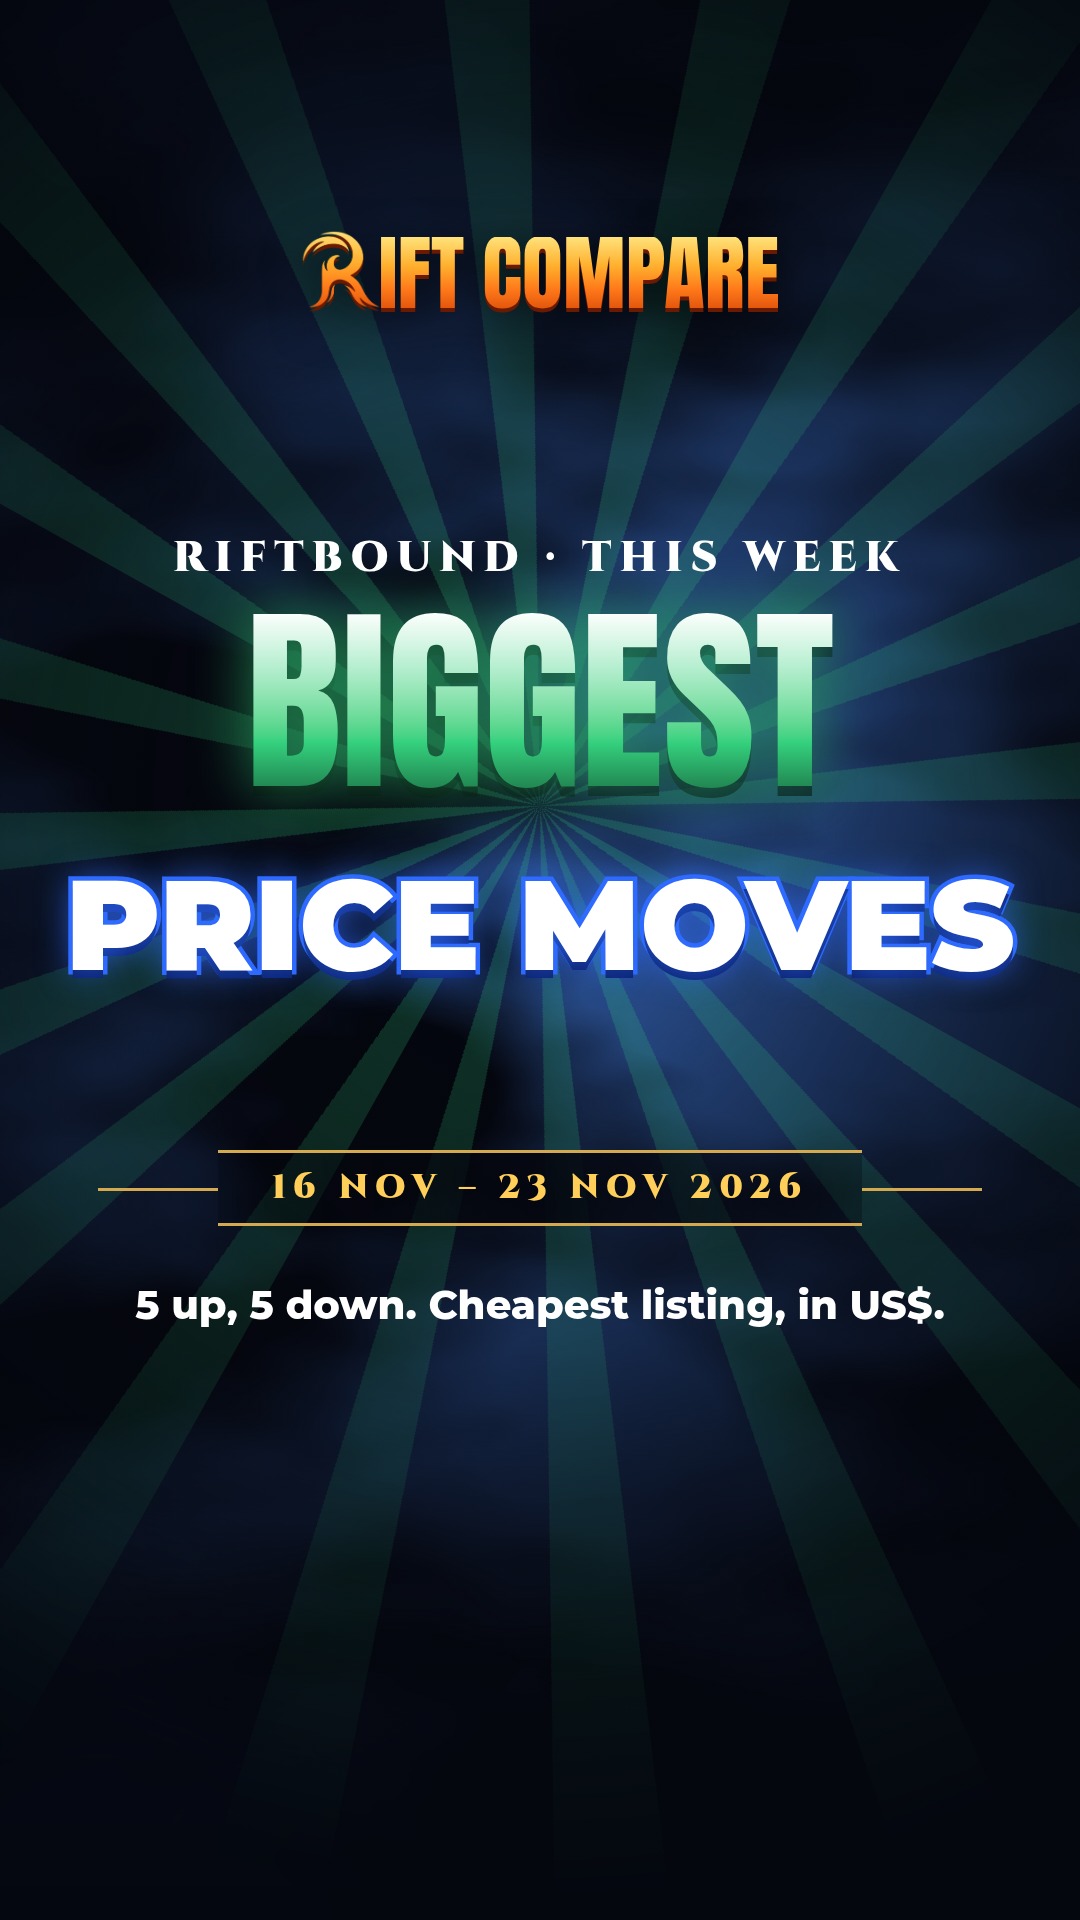 RIFT COMPARE
RIFTBOUND · THIS WEEK
BIGGEST
PRICE MOVES
16 NOV – 23 NOV 2026
5 up, 5 down. Cheapest listing, in US$.